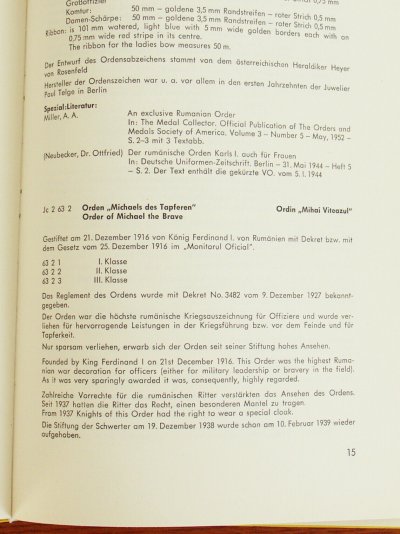 Großoffizier
Komtur: 50 mm – goldene 3,5 mm Randstreifen – roter Strich 0,5 mm
Damen-Schärpe: 50 mm – goldene 3,5 mm Randstreifen – roter Strich 0,5 mm
Ribbon: is 101 mm watered, light blue with 5 mm wide golden borders each with an
0,75 mm wide red stripe in its centre.
The ribbon for the ladies bow measures 50 m.
Der Entwurf des Ordensabzeichens stammt von dem österreichischen Heraldiker Heyer
von Rosenfeld
Hersteller der Ordenszeichen war u. a. vor allem in den ersten Jahrzehnten der Juwelier
Paul Telge in Berlin
Spezial-Literatur:
Miller, A. A. An exclusive Rumanian Order
In: The Medal Collector. Official Publication of The Orders and
Medals Society of America. Volume 3 – Number 5 – May, 1952 –
S. 2–3 mit 3 Textabb.
(Neubecker, Dr. Ottfried) Der rumänische Orden Karls I. auch für Frauen
In: Deutsche Uniformen-Zeitschrift. Berlin – 31. Mai 1944 – Heft 5
– S. 2. Der Text enthält die gekürzte VO. vom 5. I. 1944
Jc 2 63 2 Orden „Michaels des Tapferen" Ordin „Mihai Viteazul"
Order of Michael the Brave
Gestiftet am 21. Dezember 1916 von König Ferdinand I. von Rumänien mit Dekret bzw. mit
dem Gesetz vom 25. Dezember 1916 im „Monitorul Oficial".
63 2 1 I. Klasse
63 2 2 II. Klasse
63 2 3 III. Klasse
Das Reglement des Ordens wurde mit Dekret No. 3482 vom 9. Dezember 1927 bekannt-
gegeben.
Der Orden war die höchste rumänische Kriegsauszeichnung für Offiziere und wurde ver-
liehen für hervorragende Leistungen in der Kriegsführung bzw. vor dem Feinde und für
Tapferkeit.
Nur sparsam verliehen, erwarb sich der Orden seit seiner Stiftung hohes Ansehen.
Founded by King Ferdinand I on 21st December 1916. This Order was the highest Ruma-
nian war decoration for officers (either for military leadership or bravery in the field).
As it was very sparingly awarded it was, consequently, highly regarded.
Zahlreiche Vorrechte für die rumänischen Ritter verstärkten das Ansehen des Ordens.
Seit 1937 hatten die Ritter das Recht, einen besonderen Mantel zu tragen.
From 1937 Knights of this Order had the right to wear a special cloak.
Die Stiftung der Schwerter am 19. Dezember 1938 wurde schon am 10. Februar 1939 wieder
aufgehoben.
15